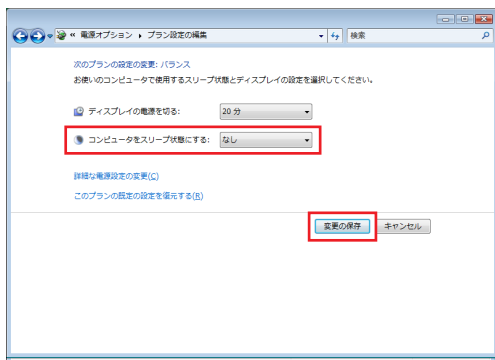 « 電源オプション ▸ プラン設定の編集
検索
次のプランの設定の変更: バランス
お使いのコンピュータで使用するスリープ状態とディスプレイの設定を選択してください。
ディスプレイの電源を切る: 20 分
コンピュータをスリープ状態にする: なし
詳細な電源設定の変更(C)
このプランの既定の設定を復元する(R)
変更の保存 キャンセル